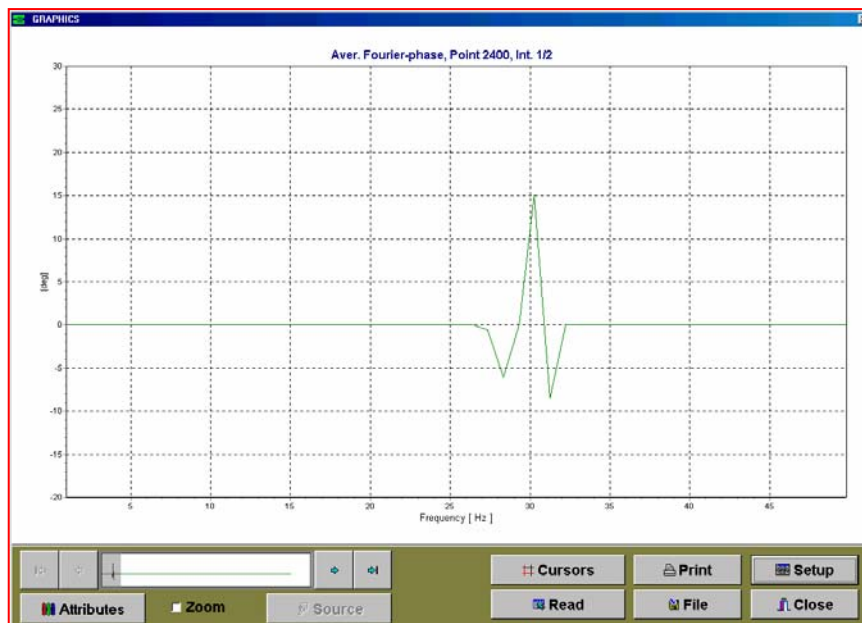 GRAPHICS
Aver. Fourier-phase, Point 2400, Int. 1/2
30
25
20
15
10
5
0
-5
-10
-15
-20
[deg]
5 10 15 20 25 30 35 40 45
Frequency [ Hz ]
Cursors Print Setup
Attributes Zoom Source Read File Close